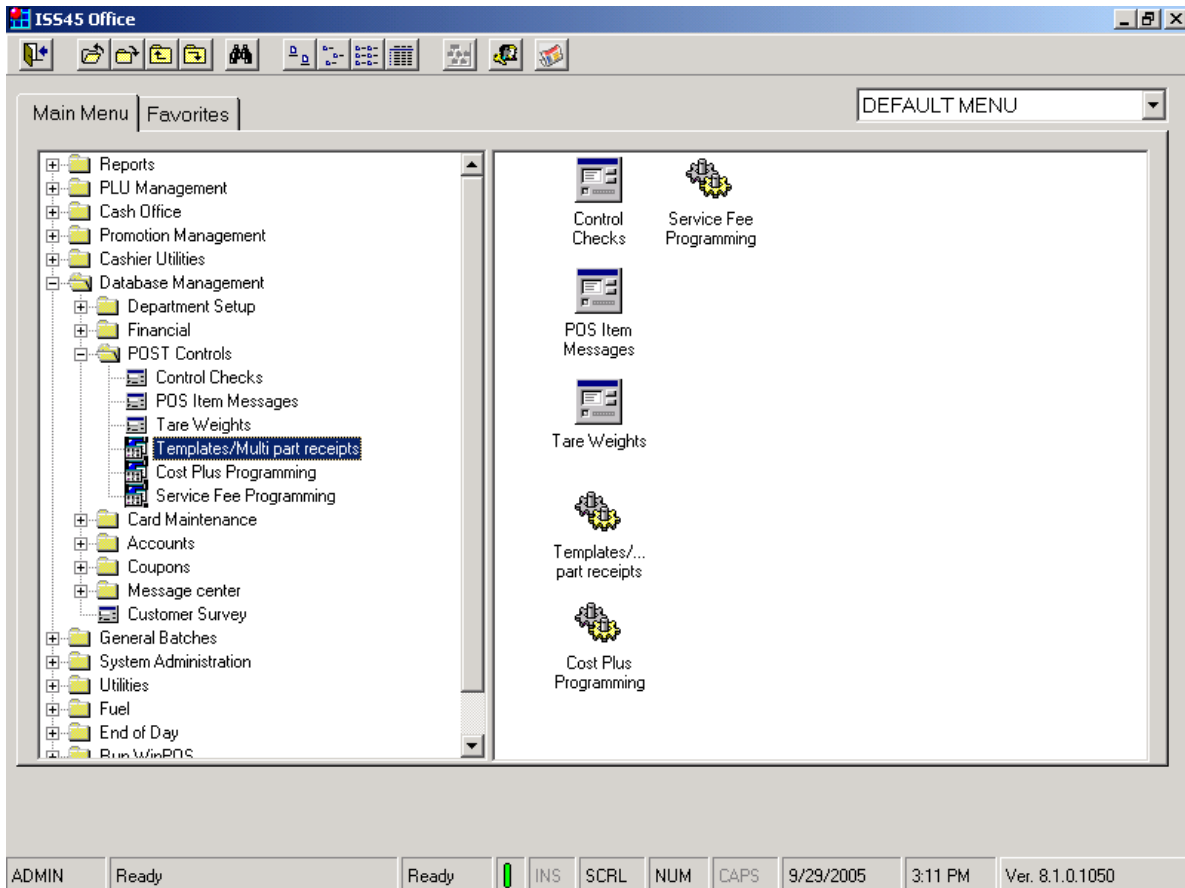 ISS45 Office
Main Menu
Favorites
DEFAULT MENU
Reports
PLU Management
Cash Office
Promotion Management
Cashier Utilities
Database Management
Department Setup
Financial
POST Controls
Control Checks
POS Item Messages
Tare Weights
Templates/Multi part receipts
Cost Plus Programming
Service Fee Programming
Card Maintenance
Accounts
Coupons
Message center
Customer Survey
General Batches
System Administration
Utilities
Fuel
End of Day
Run WinPOS
Control
Checks
Service Fee
Programming
POS Item
Messages
Tare Weights
Templates/...
part receipts
Cost Plus
Programming
ADMIN
Ready
Ready
INS
SCRL
NUM
CAPS
9/29/2005
3:11 PM
Ver. 8.1.0.1050